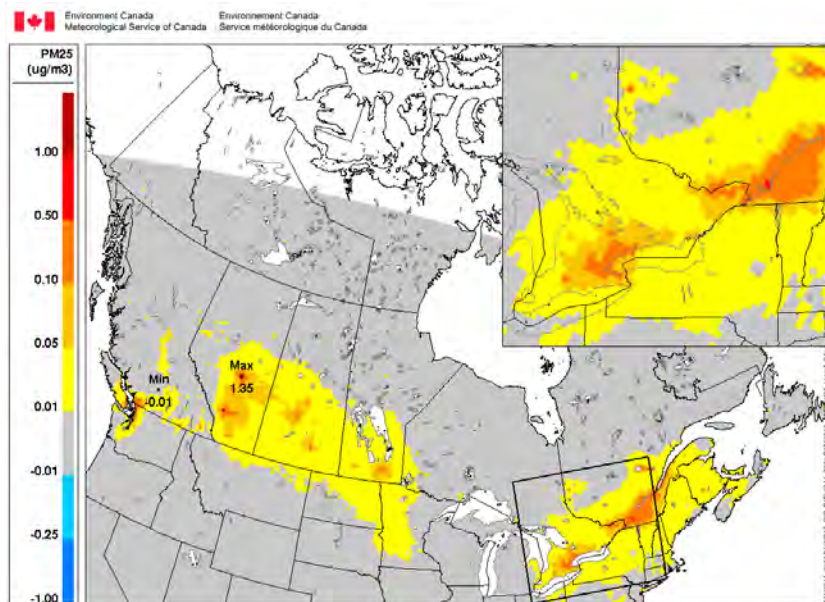 Environment Canada Environnement Canada
Meteorological Service of Canada Service météorologique du Canada
PM25
(ug/m3)
1.00
0.50
0.10
0.05
0.01
-0.01
-0.25
-1.00
Max
1.35
Min
-0.01